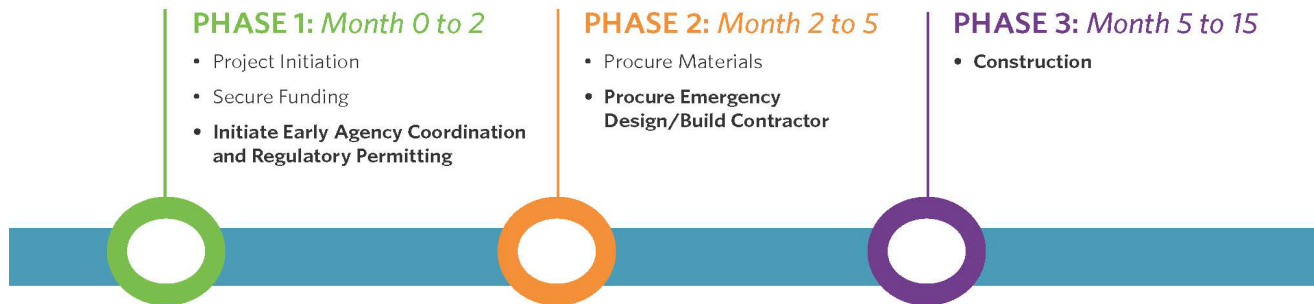 PHASE 1: Month 0 to 2
• Project Initiation
• Secure Funding
• Initiate Early Agency Coordination
and Regulatory Permitting
PHASE 2: Month 2 to 5
• Procure Materials
• Procure Emergency
Design/Build Contractor
PHASE 3: Month 5 to 15
• Construction